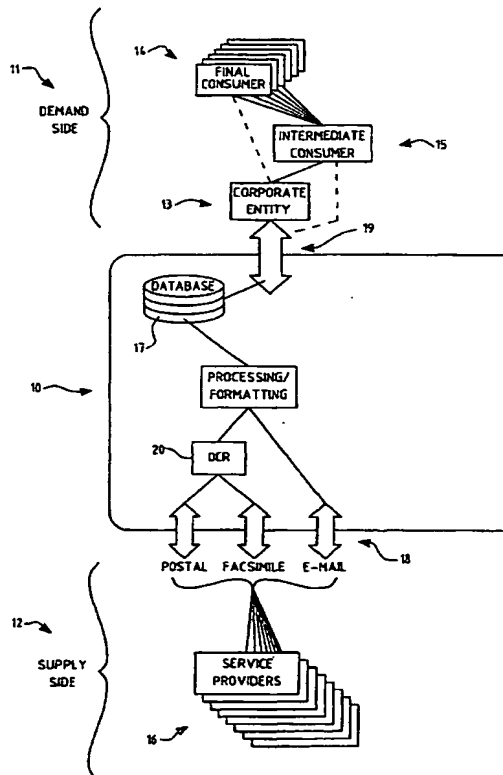 11
DEMAND
SIDE
14
FINAL
CONSUMER
INTERMEDIATE
CONSUMER
15
13
CORPORATE
ENTITY
19
DATABASE
17
10
PROCESSING/
FORMATTING
20
OCR
18
POSTAL
FACSIMILE
E-MAIL
12
SUPPLY
SIDE
SERVICE
PROVIDERS
16